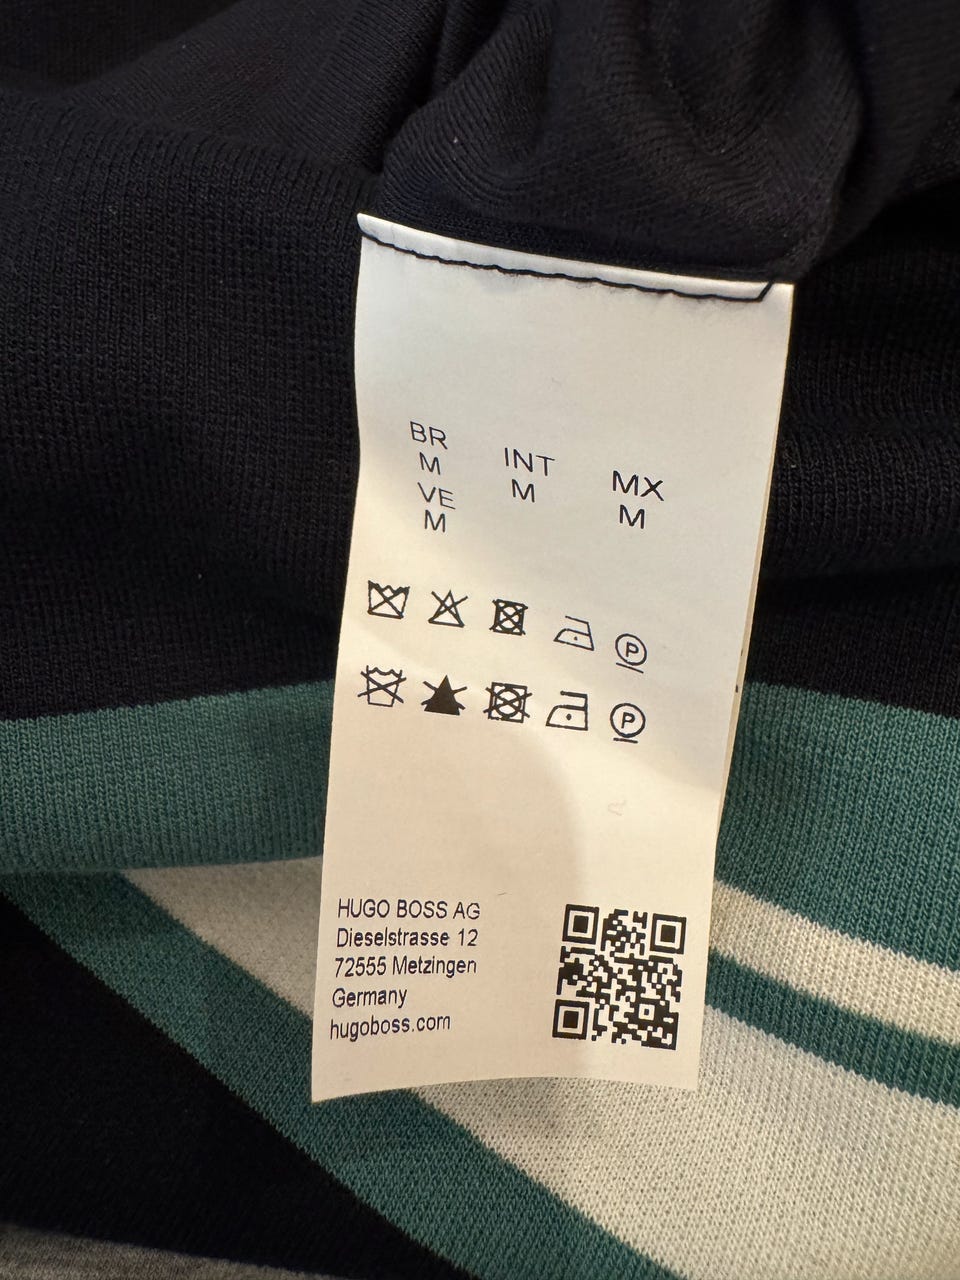 BR INT MX
M M M
VE
M
P
P
HUGO BOSS AG
Dieselstrasse 12
72555 Metzingen
Germany
hugoboss.com